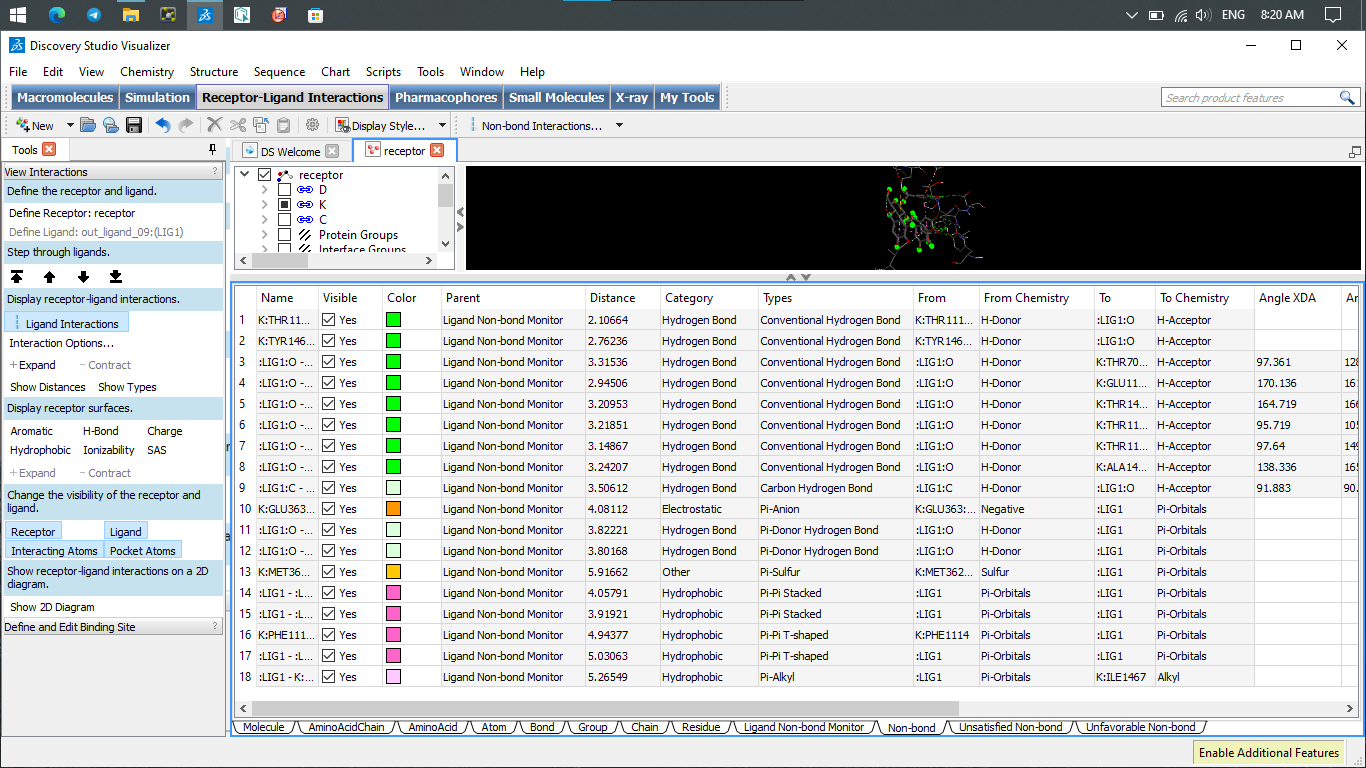 ENG 8:20 AM
Discovery Studio Visualizer
File Edit View Chemistry Structure Sequence Chart Scripts Tools Window Help
Macromolecules Simulation Receptor-Ligand Interactions Pharmacophores Small Molecules X-ray My Tools Search product features
New Display Style... Non-bond Interactions...
Tools DS Welcome receptor
View Interactions ?
Define the receptor and ligand.
Define Receptor: receptor
Define Ligand: out_ligand_09:(LIG1)
Step through ligands.
Display receptor-ligand interactions.
Ligand Interactions
Interaction Options...
+ Expand - Contract
Show Distances Show Types
Display receptor surfaces.
Aromatic H-Bond Charge
Hydrophobic Ionizability SAS
+ Expand - Contract
Change the visibility of the receptor and
ligand.
Receptor Ligand
Interacting Atoms Pocket Atoms
Show receptor-ligand interactions on a 2D
diagram.
Show 2D Diagram
Define and Edit Binding Site ?
receptor
D
K
C
Protein Groups
Interface Groups
Name Visible Color Parent Distance Category Types From From Chemistry To To Chemistry Angle XDA
1 K:THR11... Yes Ligand Non-bond Monitor 2.10664 Hydrogen Bond Conventional Hydrogen Bond K:THR111... H-Donor :LIG1:O H-Acceptor
2 K:TYR146... Yes Ligand Non-bond Monitor 2.76236 Hydrogen Bond Conventional Hydrogen Bond K:TYR146... H-Donor :LIG1:O H-Acceptor
3 :LIG1:O -... Yes Ligand Non-bond Monitor 3.31536 Hydrogen Bond Conventional Hydrogen Bond :LIG1:O H-Donor K:THR70... H-Acceptor 97.361
4 :LIG1:O -... Yes Ligand Non-bond Monitor 2.94506 Hydrogen Bond Conventional Hydrogen Bond :LIG1:O H-Donor K:GLU11... H-Acceptor 170.136
5 :LIG1:O -... Yes Ligand Non-bond Monitor 3.20953 Hydrogen Bond Conventional Hydrogen Bond :LIG1:O H-Donor K:THR14... H-Acceptor 164.719
6 :LIG1:O -... Yes Ligand Non-bond Monitor 3.21851 Hydrogen Bond Conventional Hydrogen Bond :LIG1:O H-Donor K:THR11... H-Acceptor 95.719
7 :LIG1:O -... Yes Ligand Non-bond Monitor 3.14867 Hydrogen Bond Conventional Hydrogen Bond :LIG1:O H-Donor K:THR11... H-Acceptor 97.64
8 :LIG1:O -... Yes Ligand Non-bond Monitor 3.24207 Hydrogen Bond Conventional Hydrogen Bond :LIG1:O H-Donor K:ALA14... H-Acceptor 138.336
9 :LIG1:C -... Yes Ligand Non-bond Monitor 3.50612 Hydrogen Bond Carbon Hydrogen Bond :LIG1:C H-Donor :LIG1:O H-Acceptor 91.883 90.
10 K:GLU363... Yes Ligand Non-bond Monitor 4.08112 Electrostatic Pi-Anion K:GLU363:... Negative :LIG1 Pi-Orbitals
11 :LIG1:O -... Yes Ligand Non-bond Monitor 3.82221 Hydrogen Bond Pi-Donor Hydrogen Bond :LIG1:O H-Donor :LIG1 Pi-Orbitals
12 :LIG1:O -... Yes Ligand Non-bond Monitor 3.80168 Hydrogen Bond Pi-Donor Hydrogen Bond :LIG1:O H-Donor :LIG1 Pi-Orbitals
13 K:MET36... Yes Ligand Non-bond Monitor 5.91662 Other Pi-Sulfur K:MET362... Sulfur :LIG1 Pi-Orbitals
14 :LIG1 - :L... Yes Ligand Non-bond Monitor 4.05791 Hydrophobic Pi-Pi Stacked :LIG1 Pi-Orbitals :LIG1 Pi-Orbitals
15 :LIG1 - :L... Yes Ligand Non-bond Monitor 3.91921 Hydrophobic Pi-Pi Stacked :LIG1 Pi-Orbitals :LIG1 Pi-Orbitals
16 K:PHE111... Yes Ligand Non-bond Monitor 4.94377 Hydrophobic Pi-Pi T-shaped K:PHE1114 Pi-Orbitals :LIG1 Pi-Orbitals
17 :LIG1 - :L... Yes Ligand Non-bond Monitor 5.03063 Hydrophobic Pi-Pi T-shaped :LIG1 Pi-Orbitals :LIG1 Pi-Orbitals
18 :LIG1 - K:... Yes Ligand Non-bond Monitor 5.26549 Hydrophobic Pi-Alkyl :LIG1 Pi-Orbitals K:ILE1467 Alkyl
Molecule AminoAcidChain AminoAcid Atom Bond Group Chain Residue Ligand Non-bond Monitor Non-bond Unsatisfied Non-bond Unfavorable Non-bond
Enable Additional Features